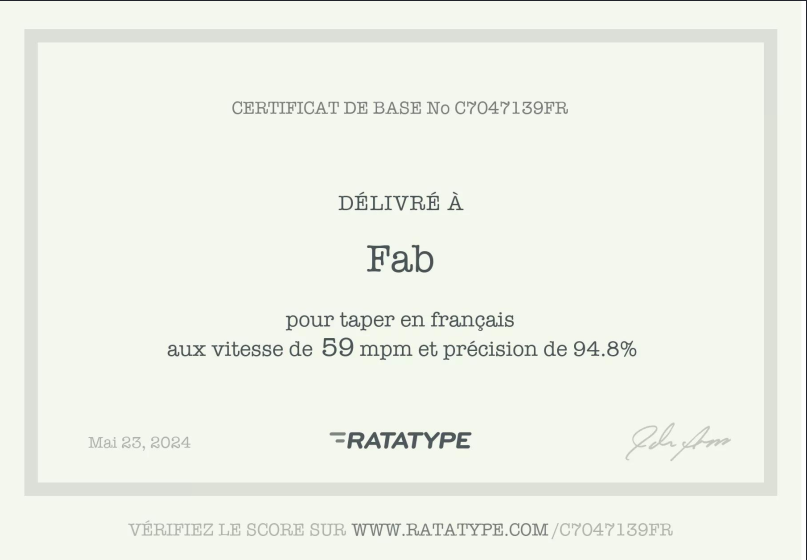 CERTIFICAT DE BASE No C7047139FR
DÉLIVRÉ À
Fab
pour taper en français
aux vitesse de 59 mpm et précision de 94.8%
Mai 23, 2024
RATATYPE
VÉRIFIEZ LE SCORE SUR WWW.RATATYPE.COM/C7047139FR